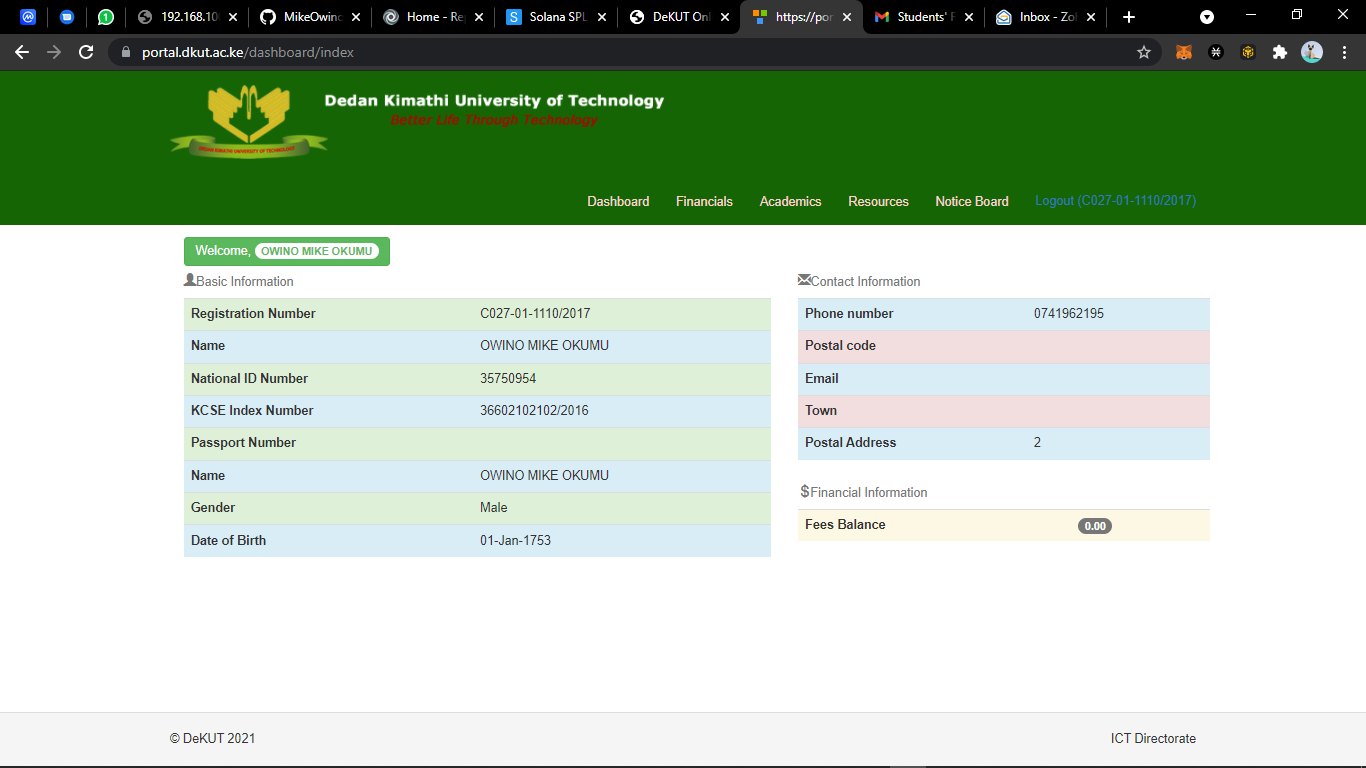 192.168.10
MikeOwino
Home - Re
Solana SPL
DeKUT Onl
https://por
Students' P
Inbox - Zoh
portal.dkut.ac.ke/dashboard/index
Dedan Kimathi University of Technology
Better Life Through Technology
DEDAN KIMATHI UNIVERSITY OF TECHNOLOGY
Dashboard Financials Academics Resources Notice Board Logout (C027-01-1110/2017)
Welcome, OWINO MIKE OKUMU
Basic Information
Registration Number C027-01-1110/2017
Name OWINO MIKE OKUMU
National ID Number 35750954
KCSE Index Number 36602102102/2016
Passport Number
Name OWINO MIKE OKUMU
Gender Male
Date of Birth 01-Jan-1753
Contact Information
Phone number 0741962195
Postal code
Email
Town
Postal Address 2
$Financial Information
Fees Balance 0.00
© DeKUT 2021
ICT Directorate